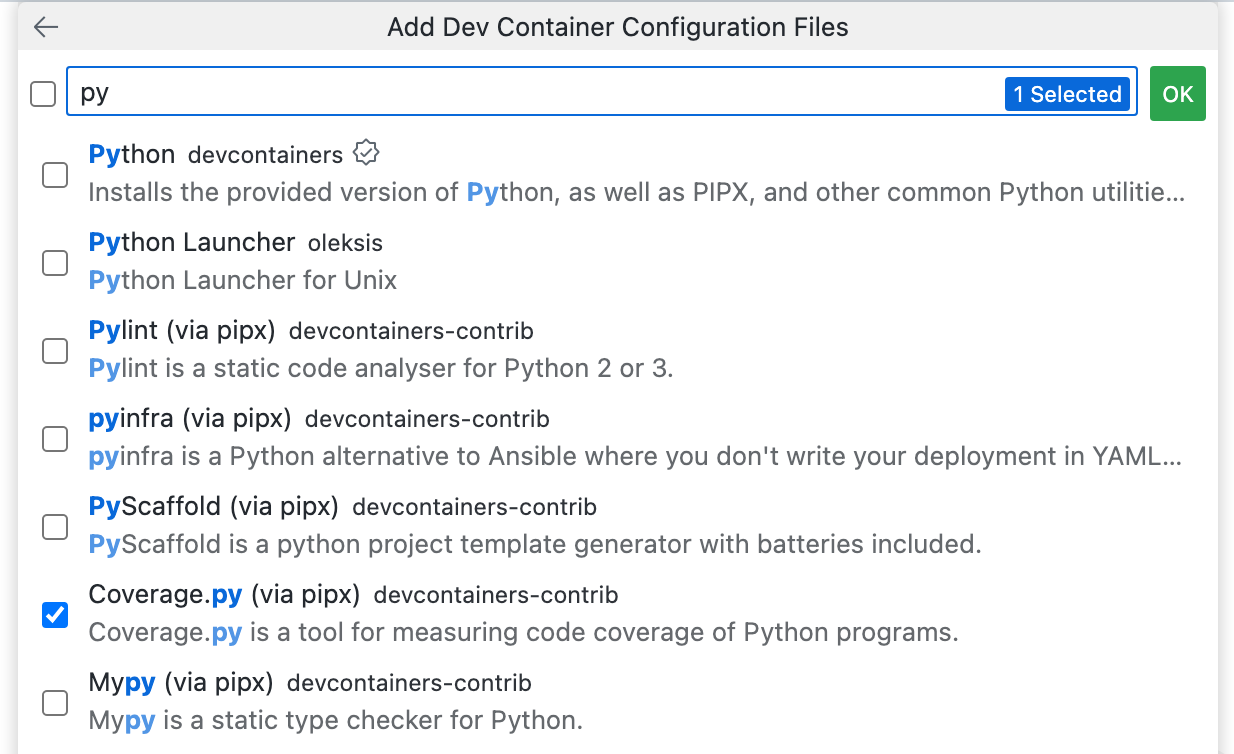 Add Dev Container Configuration Files
py
1 Selected
OK
Python devcontainers
Installs the provided version of Python, as well as PIPX, and other common Python utilitie...
Python Launcher oleksis
Python Launcher for Unix
Pylint (via pipx) devcontainers-contrib
Pylint is a static code analyser for Python 2 or 3.
pyinfra (via pipx) devcontainers-contrib
pyinfra is a Python alternative to Ansible where you don't write your deployment in YAML...
PyScaffold (via pipx) devcontainers-contrib
PyScaffold is a python project template generator with batteries included.
Coverage.py (via pipx) devcontainers-contrib
Coverage.py is a tool for measuring code coverage of Python programs.
Mypy (via pipx) devcontainers-contrib
Mypy is a static type checker for Python.